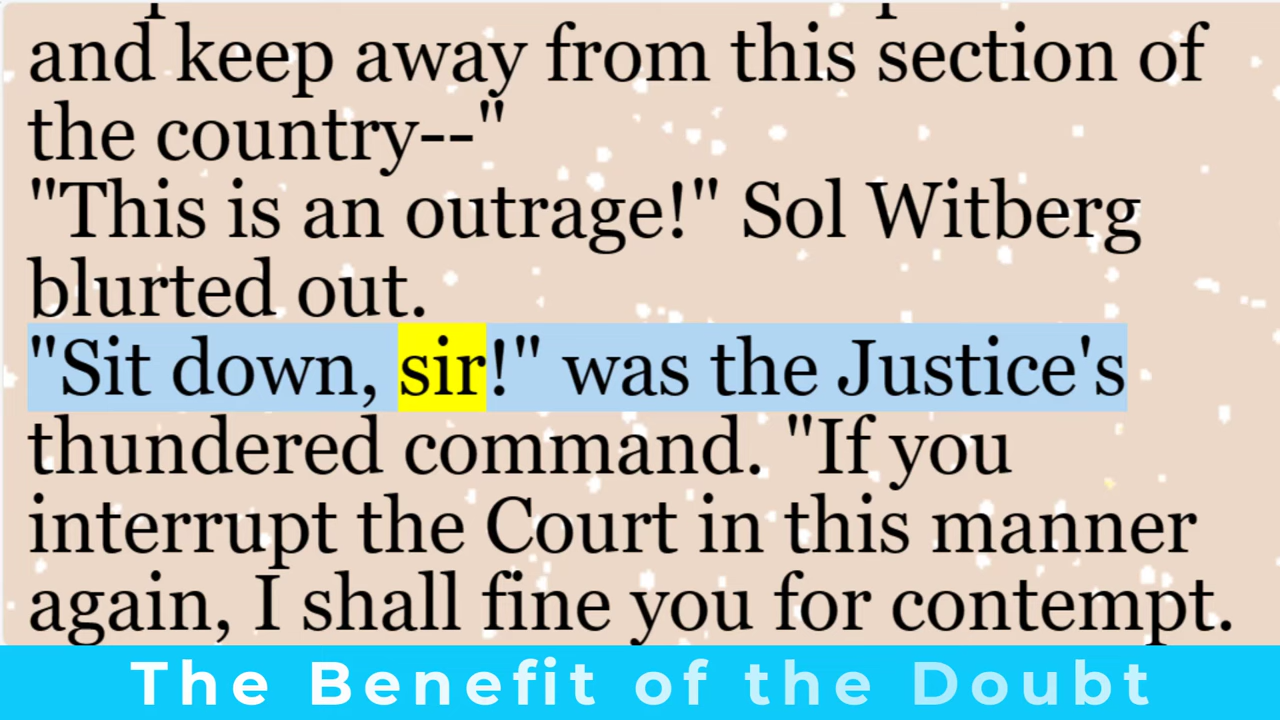 and keep away from this section of
the country--"
"This is an outrage!" Sol Witberg
blurted out.
"Sit down, sir!" was the Justice's
thundered command. "If you
interrupt the Court in this manner
again, I shall fine you for contempt.
The Benefit of the Doubt